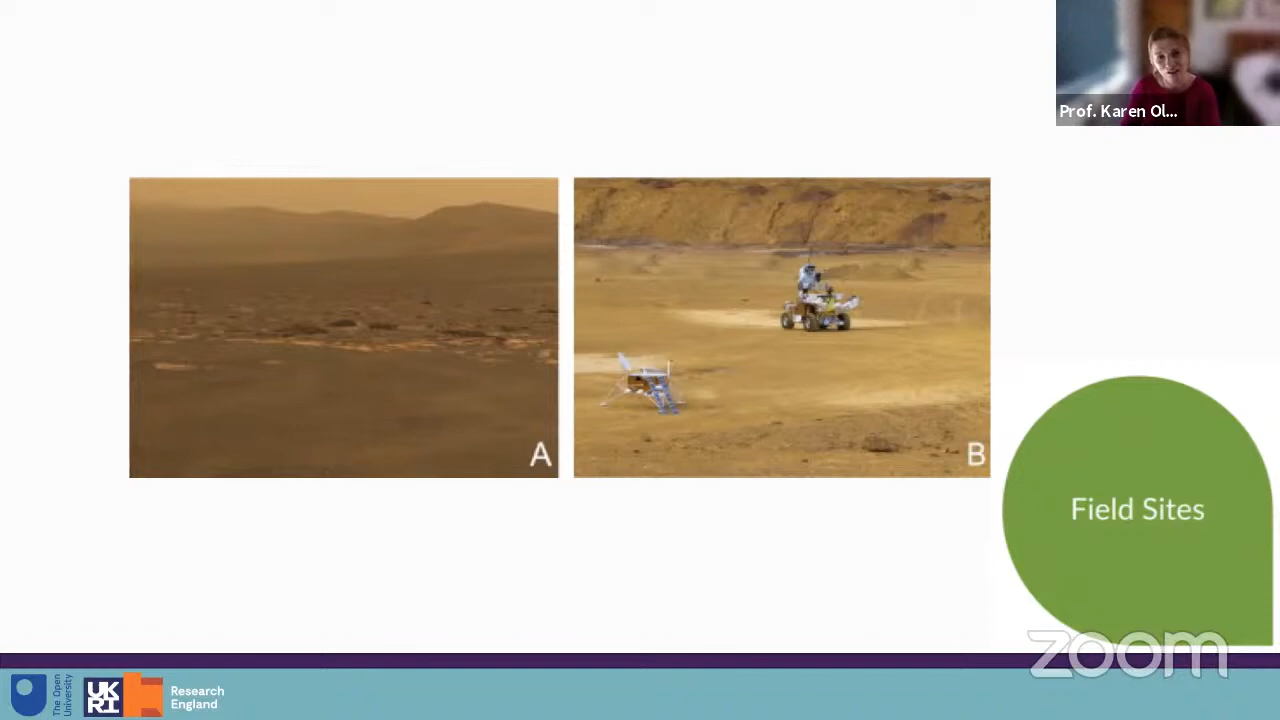 Prof. Karen Ol...
A
B
Field Sites
zoom
The Open
University
UK
RI
Research
England